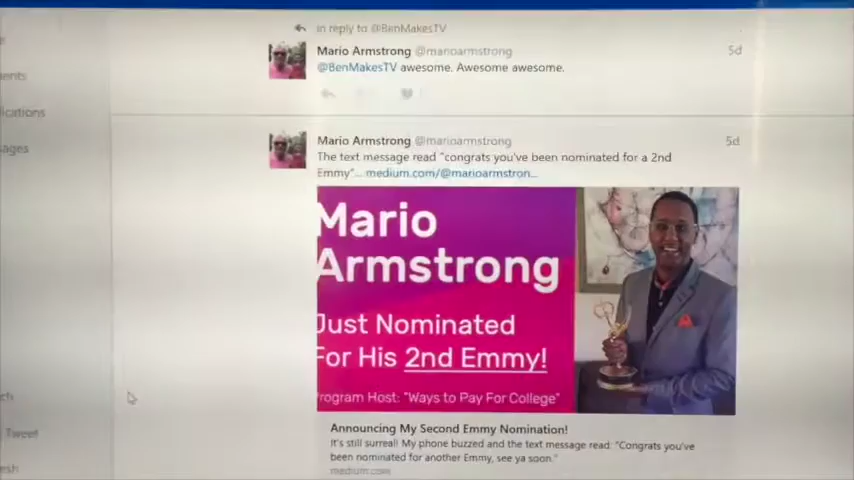 in reply to @BenMakesTV
Mario Armstrong @marioarmstrong 5d
@BenMakesTV awesome. Awesome awesome.
ications
Mario Armstrong @marioarmstrong 5d
ages
The text message read "congrats you've been nominated for a 2nd
Emmy"... medium.com/@marioarmstron...
Mario
Armstrong
Just Nominated
For His 2nd Emmy!
rogram Host: "Ways to Pay For College"
Tweet
Announcing My Second Emmy Nomination!
It's still surreal! My phone buzzed and the text message read: "Congrats you've
been nominated for another Emmy, see ya soon."
medium.com